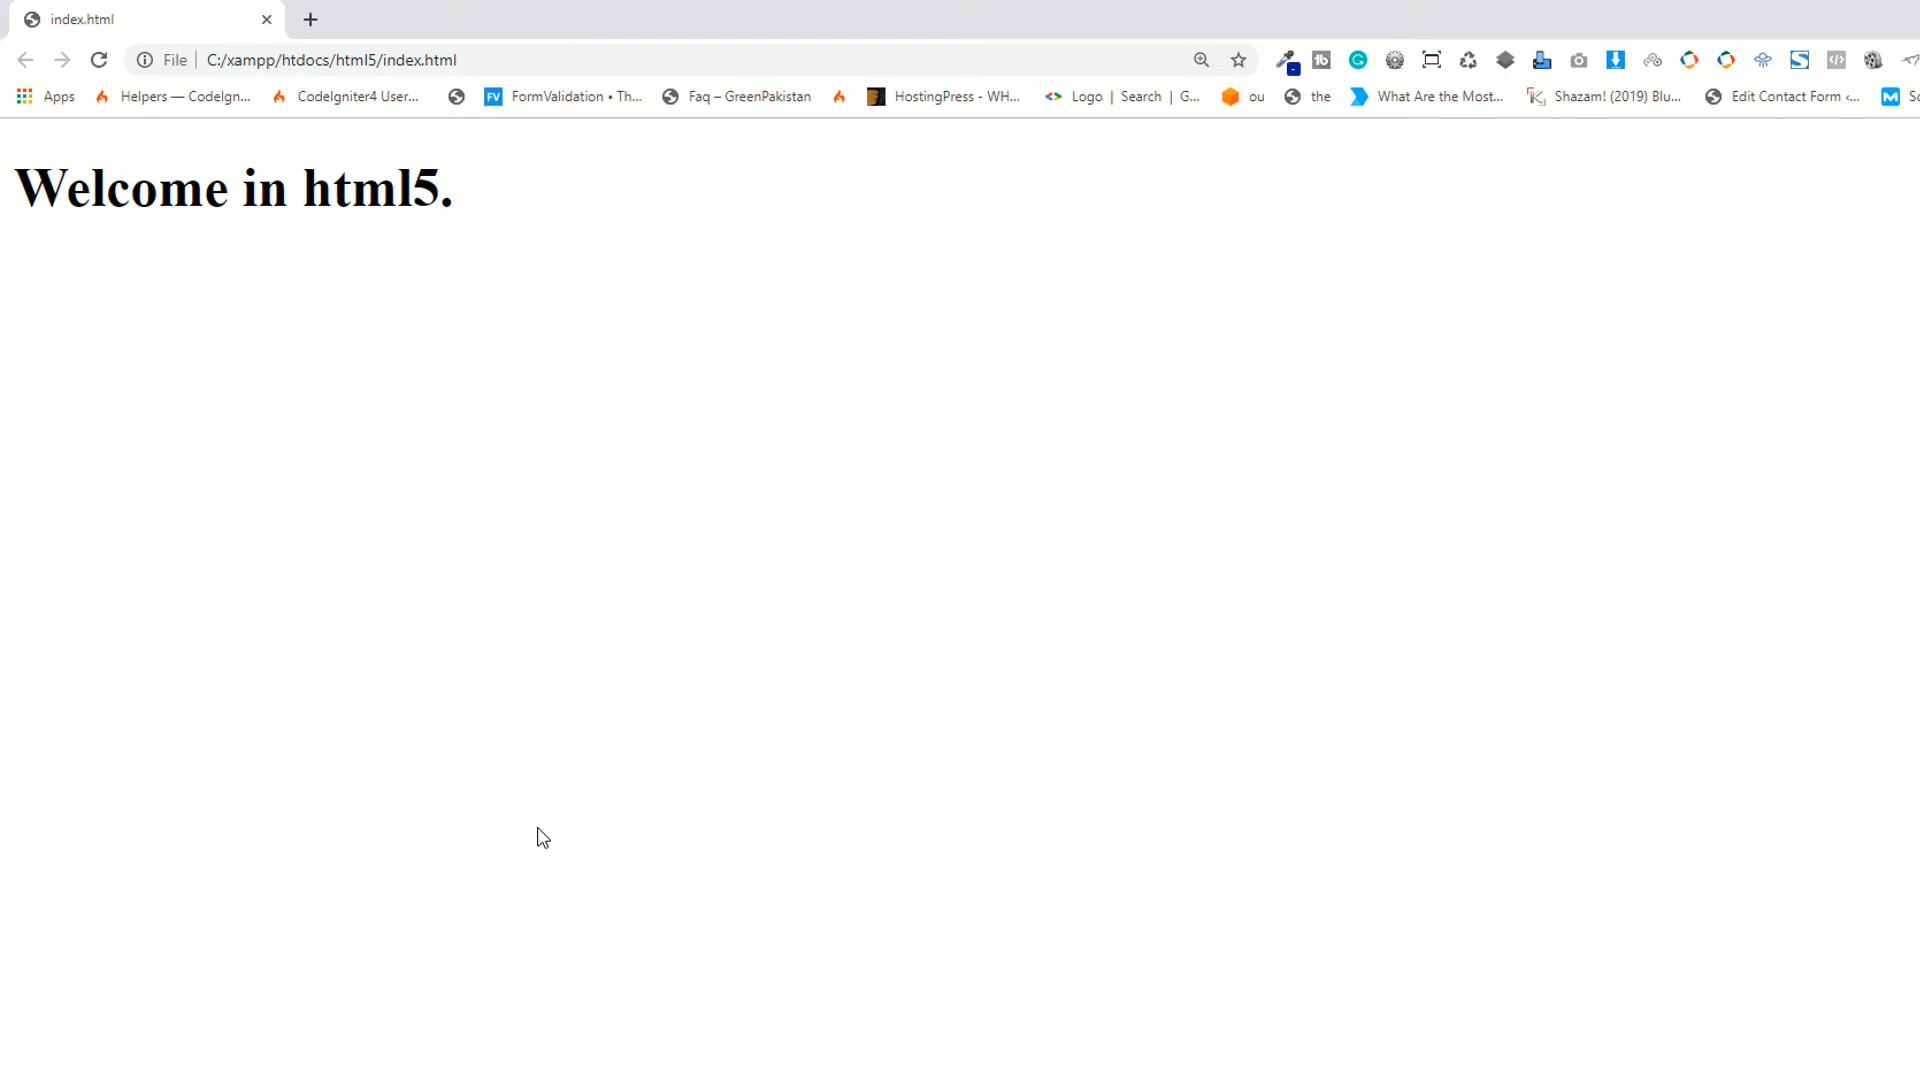 index.html
File C:/xampp/htdocs/html5/index.html
Apps Helpers — CodeIgn... CodeIgniter4 User... FV FormValidation • Th... Faq – GreenPakistan HostingPress - WH... Logo | Search | G... ou the What Are the Most... Shazam! (2019) Blu... Edit Contact Form ‹...
Welcome in html5.